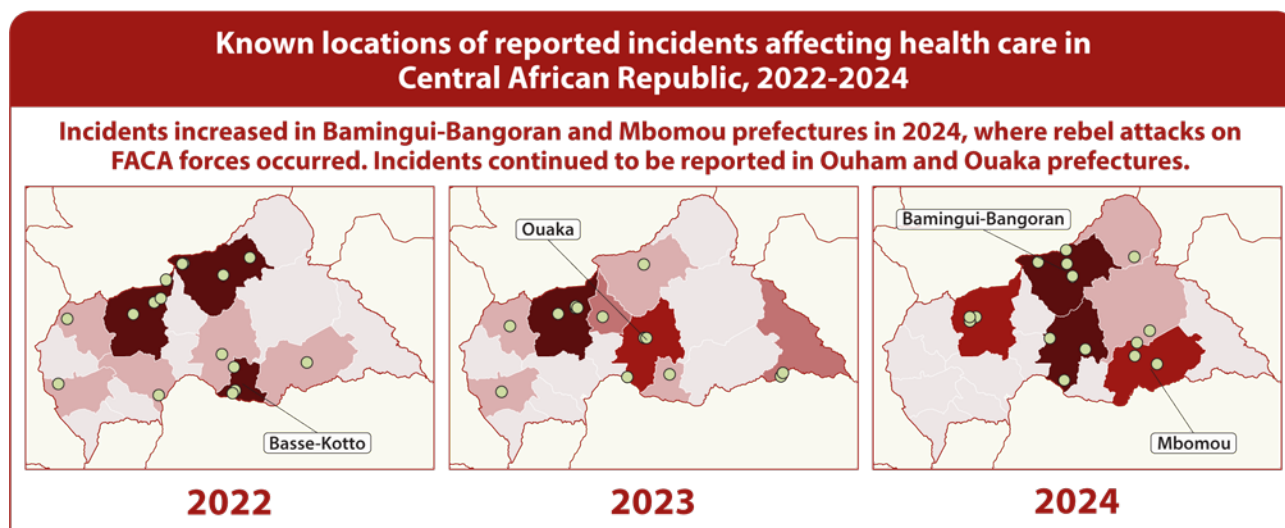 Known locations of reported incidents affecting health care in
Central African Republic, 2022-2024
Incidents increased in Bamingui-Bangoran and Mbomou prefectures in 2024, where rebel attacks on
FACA forces occurred. Incidents continued to be reported in Ouham and Ouaka prefectures.
Basse-Kotto
Ouaka
Bamingui-Bangoran
Mbomou
2022
2023
2024